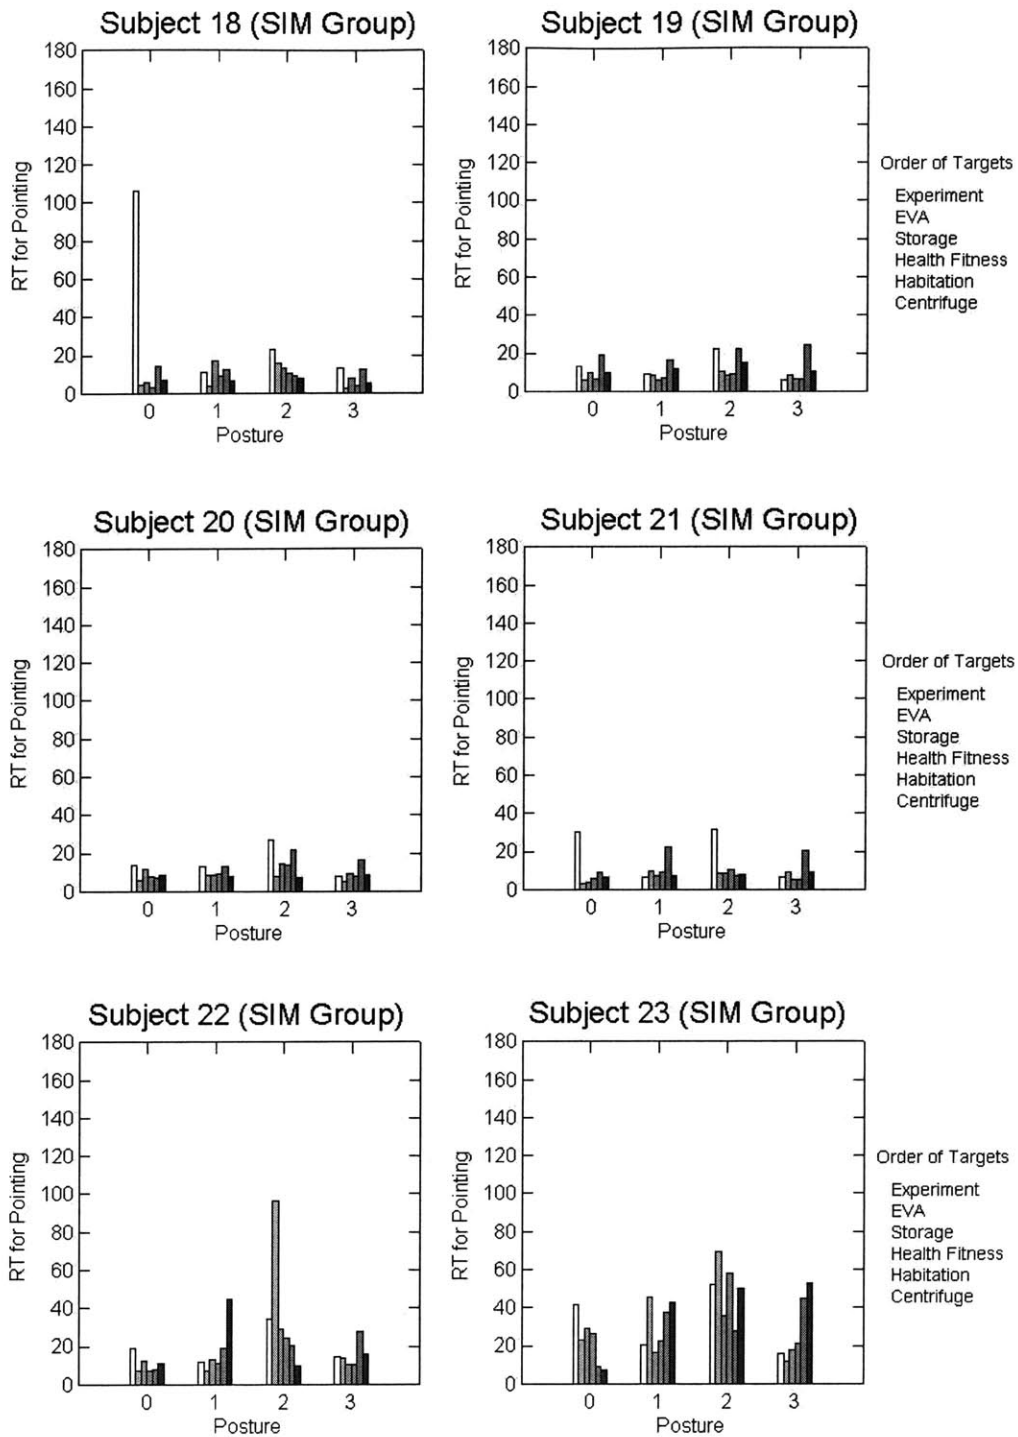 Subject 18 (SIM Group)
180
160
140
120
100
80
60
40
20
0
RT for Pointing
0 1 2 3
Posture
Subject 19 (SIM Group)
180
160
140
120
100
80
60
40
20
0
RT for Pointing
0 1 2 3
Posture
Order of Targets
Experiment
EVA
Storage
Health Fitness
Habitation
Centrifuge
Subject 20 (SIM Group)
180
160
140
120
100
80
60
40
20
0
RT for Pointing
0 1 2 3
Posture
Subject 21 (SIM Group)
180
160
140
120
100
80
60
40
20
0
RT for Pointing
0 1 2 3
Posture
Order of Targets
Experiment
EVA
Storage
Health Fitness
Habitation
Centrifuge
Subject 22 (SIM Group)
180
160
140
120
100
80
60
40
20
0
RT for Pointing
0 1 2 3
Posture
Subject 23 (SIM Group)
180
160
140
120
100
80
60
40
20
0
RT for Pointing
0 1 2 3
Posture
Order of Targets
Experiment
EVA
Storage
Health Fitness
Habitation
Centrifuge